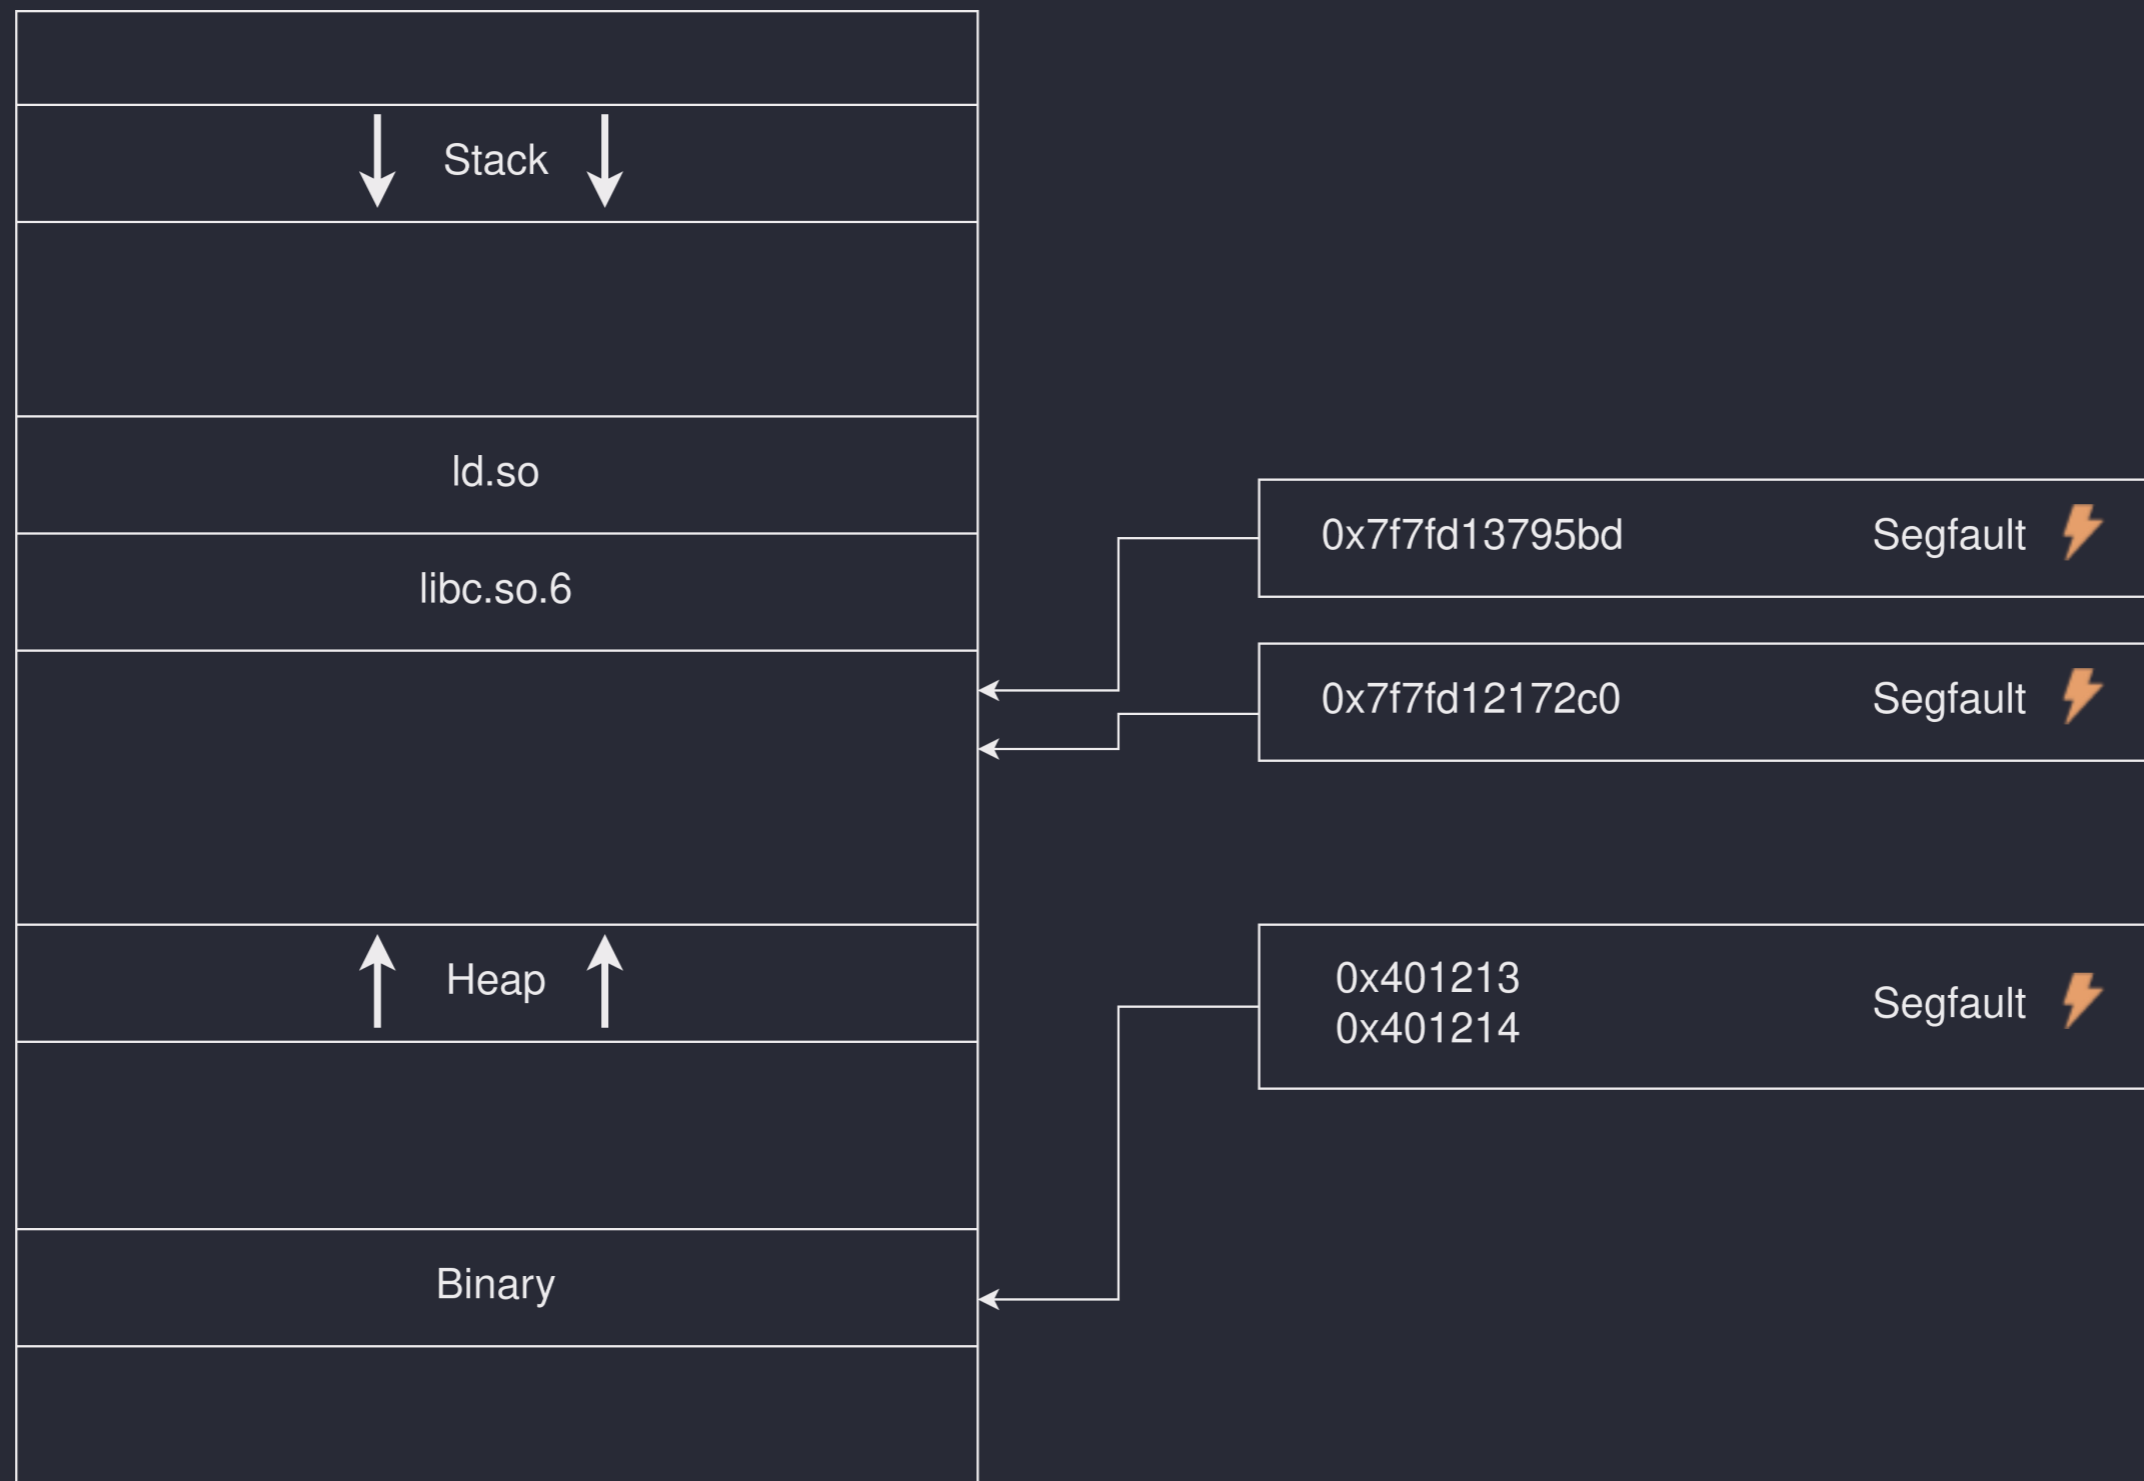 Stack
ld.so
libc.so.6
Heap
Binary
0x7f7fd13795bd Segfault
0x7f7fd12172c0 Segfault
0x401213
0x401214
Segfault